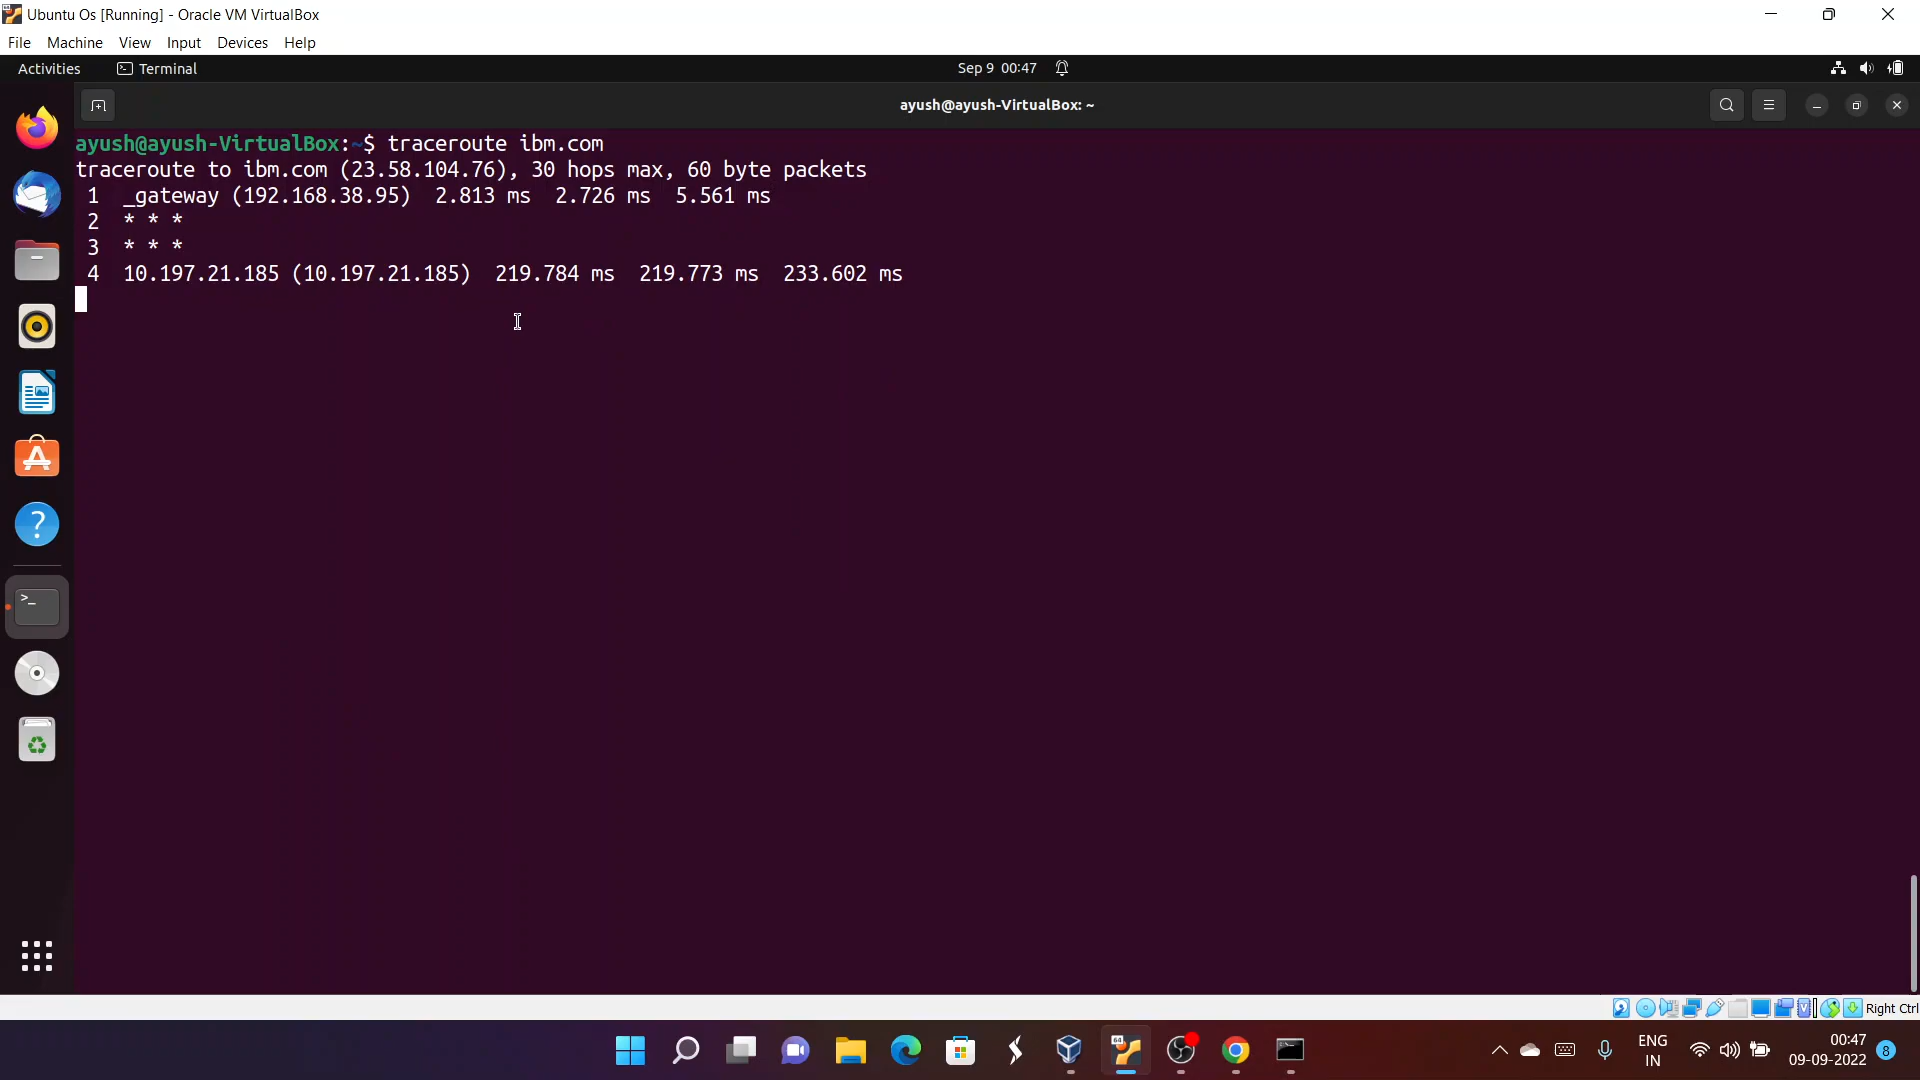 Ubuntu Os [Running] - Oracle VM VirtualBox
File Machine View Input Devices Help
Activities Terminal Sep 9 00:47
ayush@ayush-VirtualBox: ~
ayush@ayush-VirtualBox:~$ traceroute ibm.com
traceroute to ibm.com (23.58.104.76), 30 hops max, 60 byte packets
1 _gateway (192.168.38.95) 2.813 ms 2.726 ms 5.561 ms
2 * * *
3 * * *
4 10.197.21.185 (10.197.21.185) 219.784 ms 219.773 ms 233.602 ms
Right Ctrl
ENG 00:47
IN 09-09-2022 8